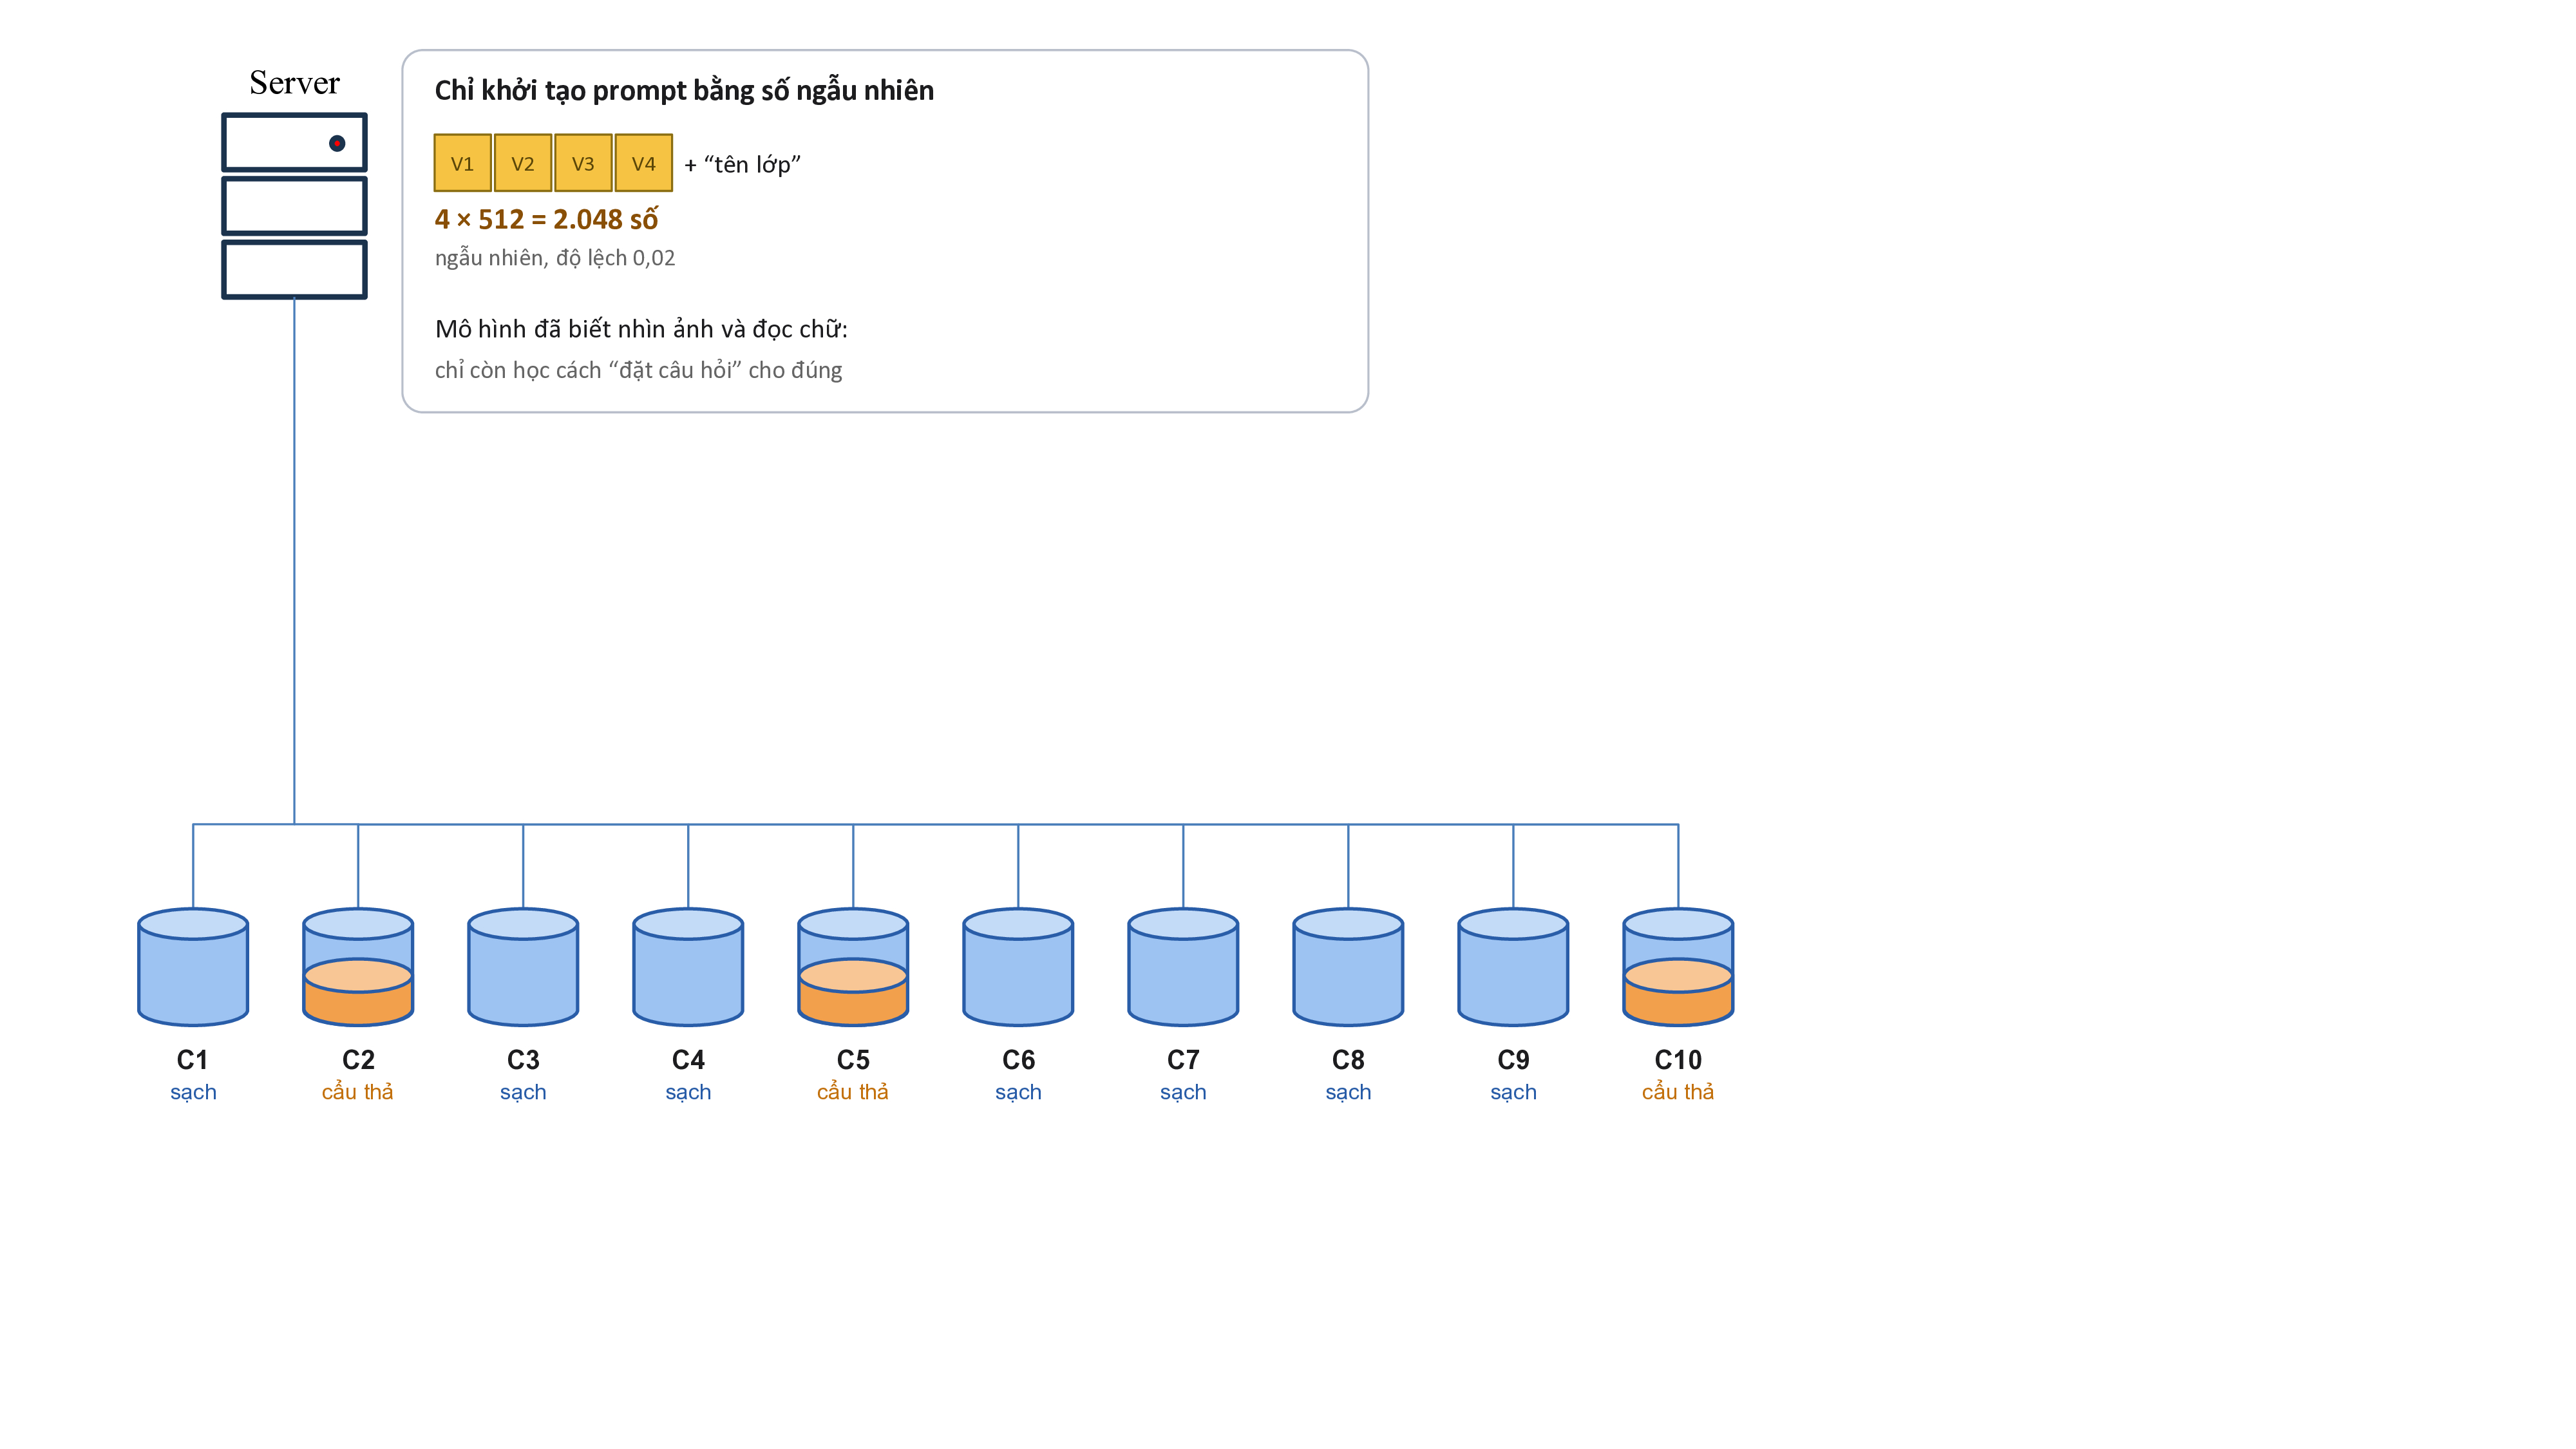 Server
Chỉ khởi tạo prompt bằng số ngẫu nhiên
V1 V2 V3 V4 + “tên lớp”
4 × 512 = 2.048 số
ngẫu nhiên, độ lệch 0,02
Mô hình đã biết nhìn ảnh và đọc chữ:
chỉ còn học cách “đặt câu hỏi” cho đúng
C1 C2 C3 C4 C5 C6 C7 C8 C9 C10
sạch cẩu thả sạch sạch cẩu thả sạch sạch sạch sạch cẩu thả